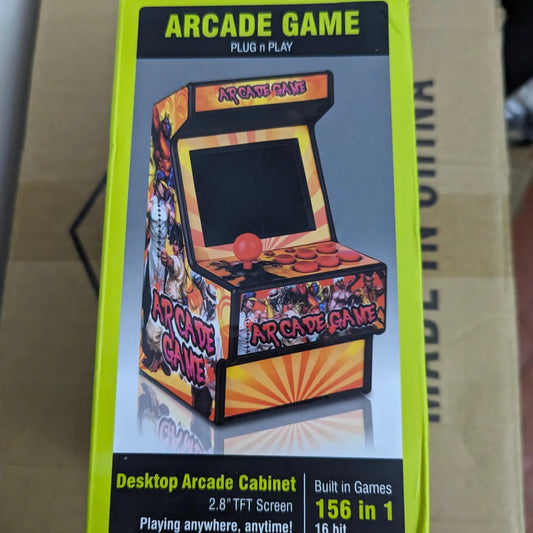 ARCADE GAME
PLUG n PLAY
ARCADE GAME
ARCADE GAME
ARCADE
GAME
Desktop Arcade Cabinet
2.8" TFT Screen
Playing anywhere, anytime!
Built in Games
156 in 1
16 bit
MADE IN CHINA